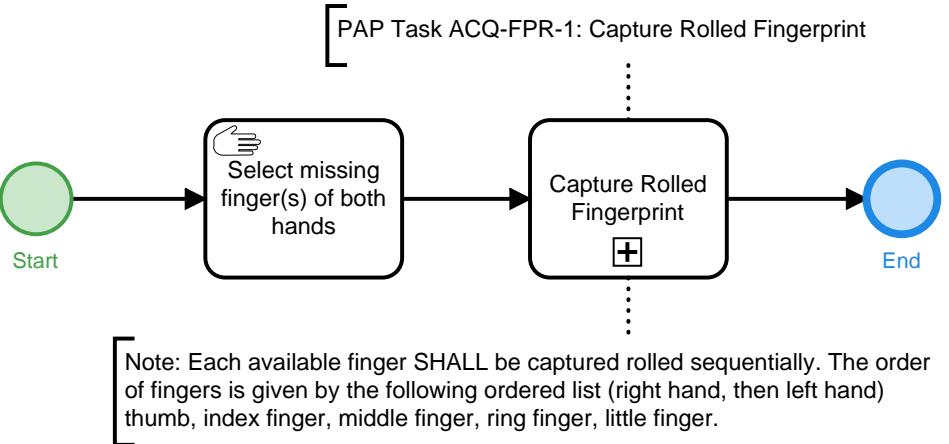 PAP Task ACQ-FPR-1: Capture Rolled Fingerprint
Select missing
finger(s) of both
hands
Capture Rolled
Fingerprint
Start
End
Note: Each available finger SHALL be captured rolled sequentially. The order
of fingers is given by the following ordered list (right hand, then left hand)
thumb, index finger, middle finger, ring finger, little finger.